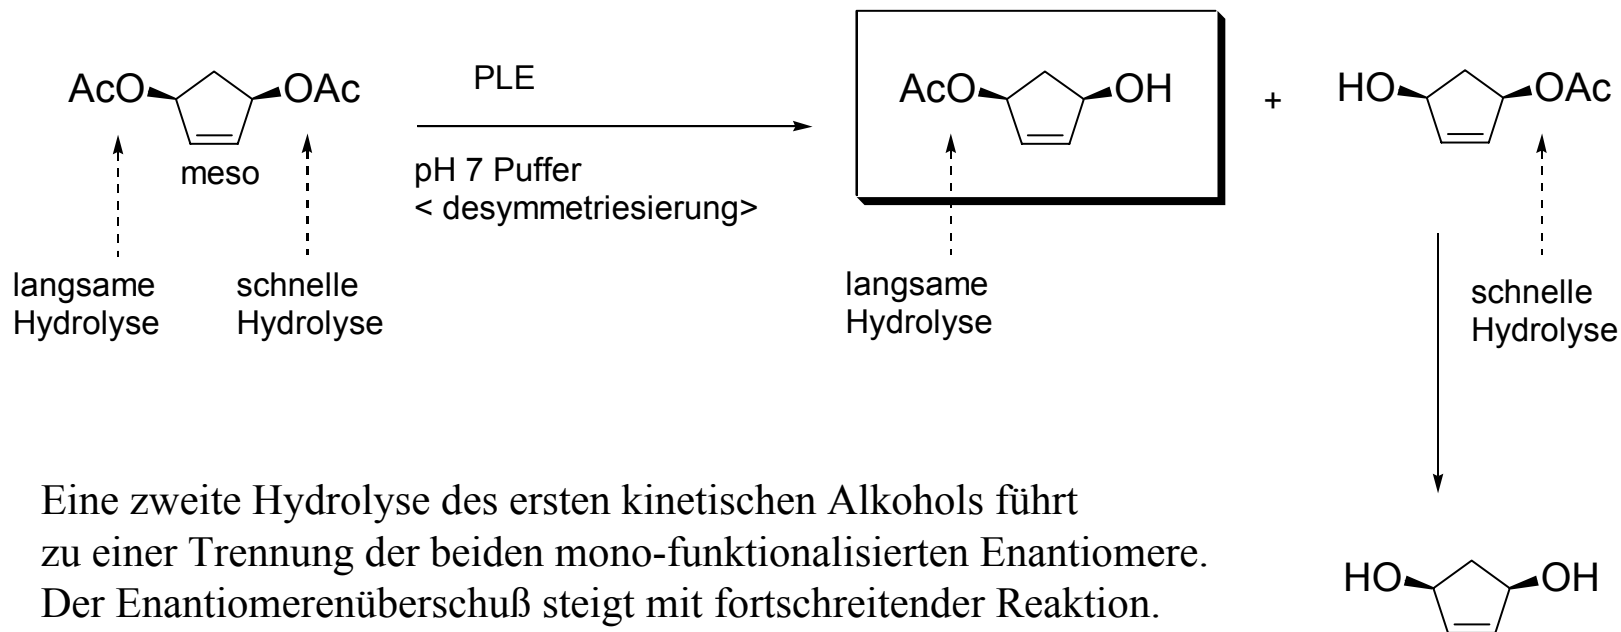 AcO OAc
meso
PLE
pH 7 Puffer
< desymmetriesierung>
AcO OH
+
HO OAc
langsame
Hydrolyse
schnelle
Hydrolyse
langsame
Hydrolyse
schnelle
Hydrolyse
Eine zweite Hydrolyse des ersten kinetischen Alkohols führt
zu einer Trennung der beiden mono-funktionalisierten Enantiomere.
Der Enantiomerenüberschuß steigt mit fortschreitender Reaktion.
HO OH